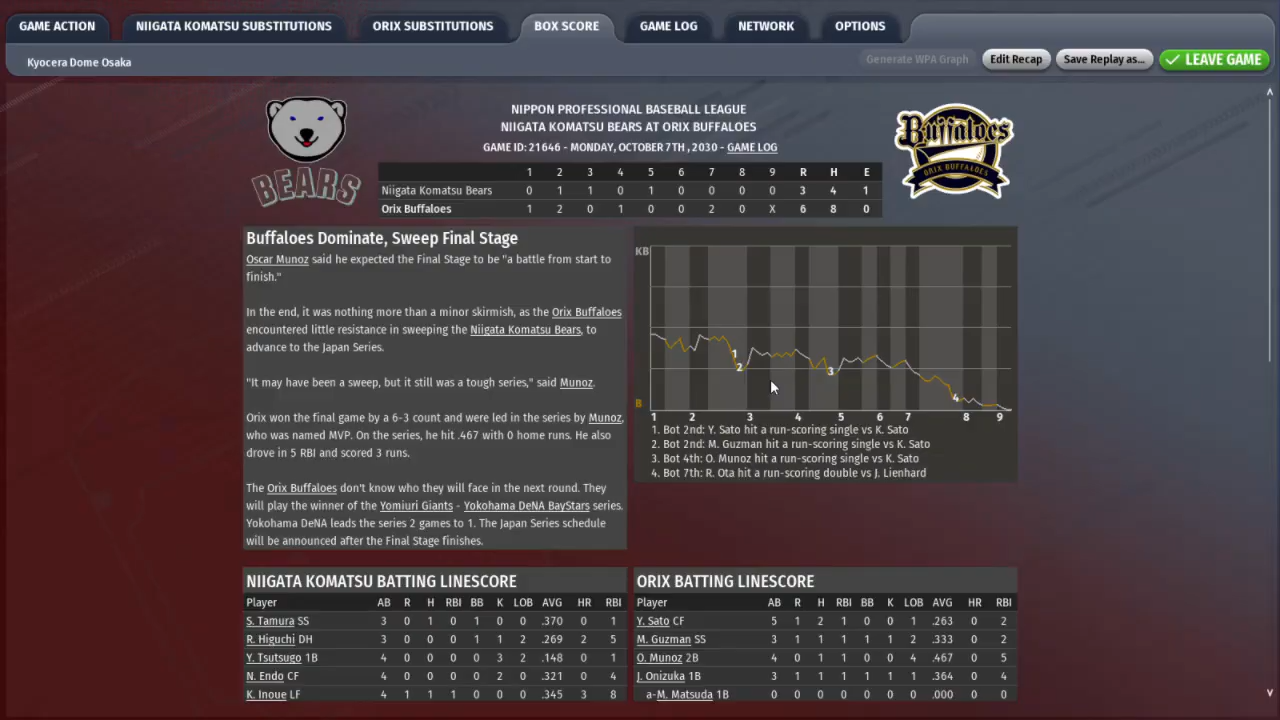 GAME ACTION
NIIGATA KOMATSU SUBSTITUTIONS
ORIX SUBSTITUTIONS
BOX SCORE
GAME LOG
NETWORK
OPTIONS
Kyocera Dome Osaka
Generate WPA Graph
Edit Recap
Save Replay as...
LEAVE GAME
BEARS
NIPPON PROFESSIONAL BASEBALL LEAGUE
NIIGATA KOMATSU BEARS AT ORIX BUFFALOES
GAME ID: 21646 - MONDAY, OCTOBER 7TH , 2030 - GAME LOG
Buffaloes
ORIX BUFFALOES
1 2 3 4 5 6 7 8 9 R H E
Niigata Komatsu Bears 0 1 1 0 1 0 0 0 0 3 4 1
Orix Buffaloes 1 2 0 1 0 0 2 0 X 6 8 0
Buffaloes Dominate, Sweep Final Stage
Oscar Munoz said he expected the Final Stage to be "a battle from start to
finish."
In the end, it was nothing more than a minor skirmish, as the Orix Buffaloes
encountered little resistance in sweeping the Niigata Komatsu Bears, to
advance to the Japan Series.
"It may have been a sweep, but it still was a tough series," said Munoz.
Orix won the final game by a 6-3 count and were led in the series by Munoz,
who was named MVP. On the series, he hit .467 with 0 home runs. He also
drove in 5 RBI and scored 3 runs.
The Orix Buffaloes don't know who they will face in the next round. They
will play the winner of the Yomiuri Giants - Yokohama DeNA BayStars series.
Yokohama DeNA leads the series 2 games to 1. The Japan Series schedule
will be announced after the Final Stage finishes.
KB
1
2
3
4
B
1 2 3 4 5 6 7 8 9
1. Bot 2nd: Y. Sato hit a run-scoring single vs K. Sato
2. Bot 2nd: M. Guzman hit a run-scoring single vs K. Sato
3. Bot 4th: O. Munoz hit a run-scoring single vs K. Sato
4. Bot 7th: R. Ota hit a run-scoring double vs J. Lienhard
NIIGATA KOMATSU BATTING LINESCORE
Player AB R H RBI BB K LOB AVG HR RBI
S. Tamura SS 3 0 1 0 1 0 0 .370 0 1
R. Higuchi DH 3 0 0 0 1 1 2 .269 2 5
Y. Tsutsugo 1B 4 0 0 0 0 3 2 .148 0 1
N. Endo CF 4 0 0 0 0 2 0 .321 0 4
K. Inoue LF 4 1 1 1 0 0 0 .345 3 8
ORIX BATTING LINESCORE
Player AB R H RBI BB K LOB AVG HR RBI
Y. Sato CF 5 1 2 1 0 0 1 .263 0 2
M. Guzman SS 3 1 1 1 1 1 2 .333 0 2
O. Munoz 2B 4 0 1 1 0 0 4 .467 0 5
J. Onizuka 1B 3 1 1 1 1 0 0 .364 0 4
a-M. Matsuda 1B 0 0 0 0 0 0 0 .000 0 0